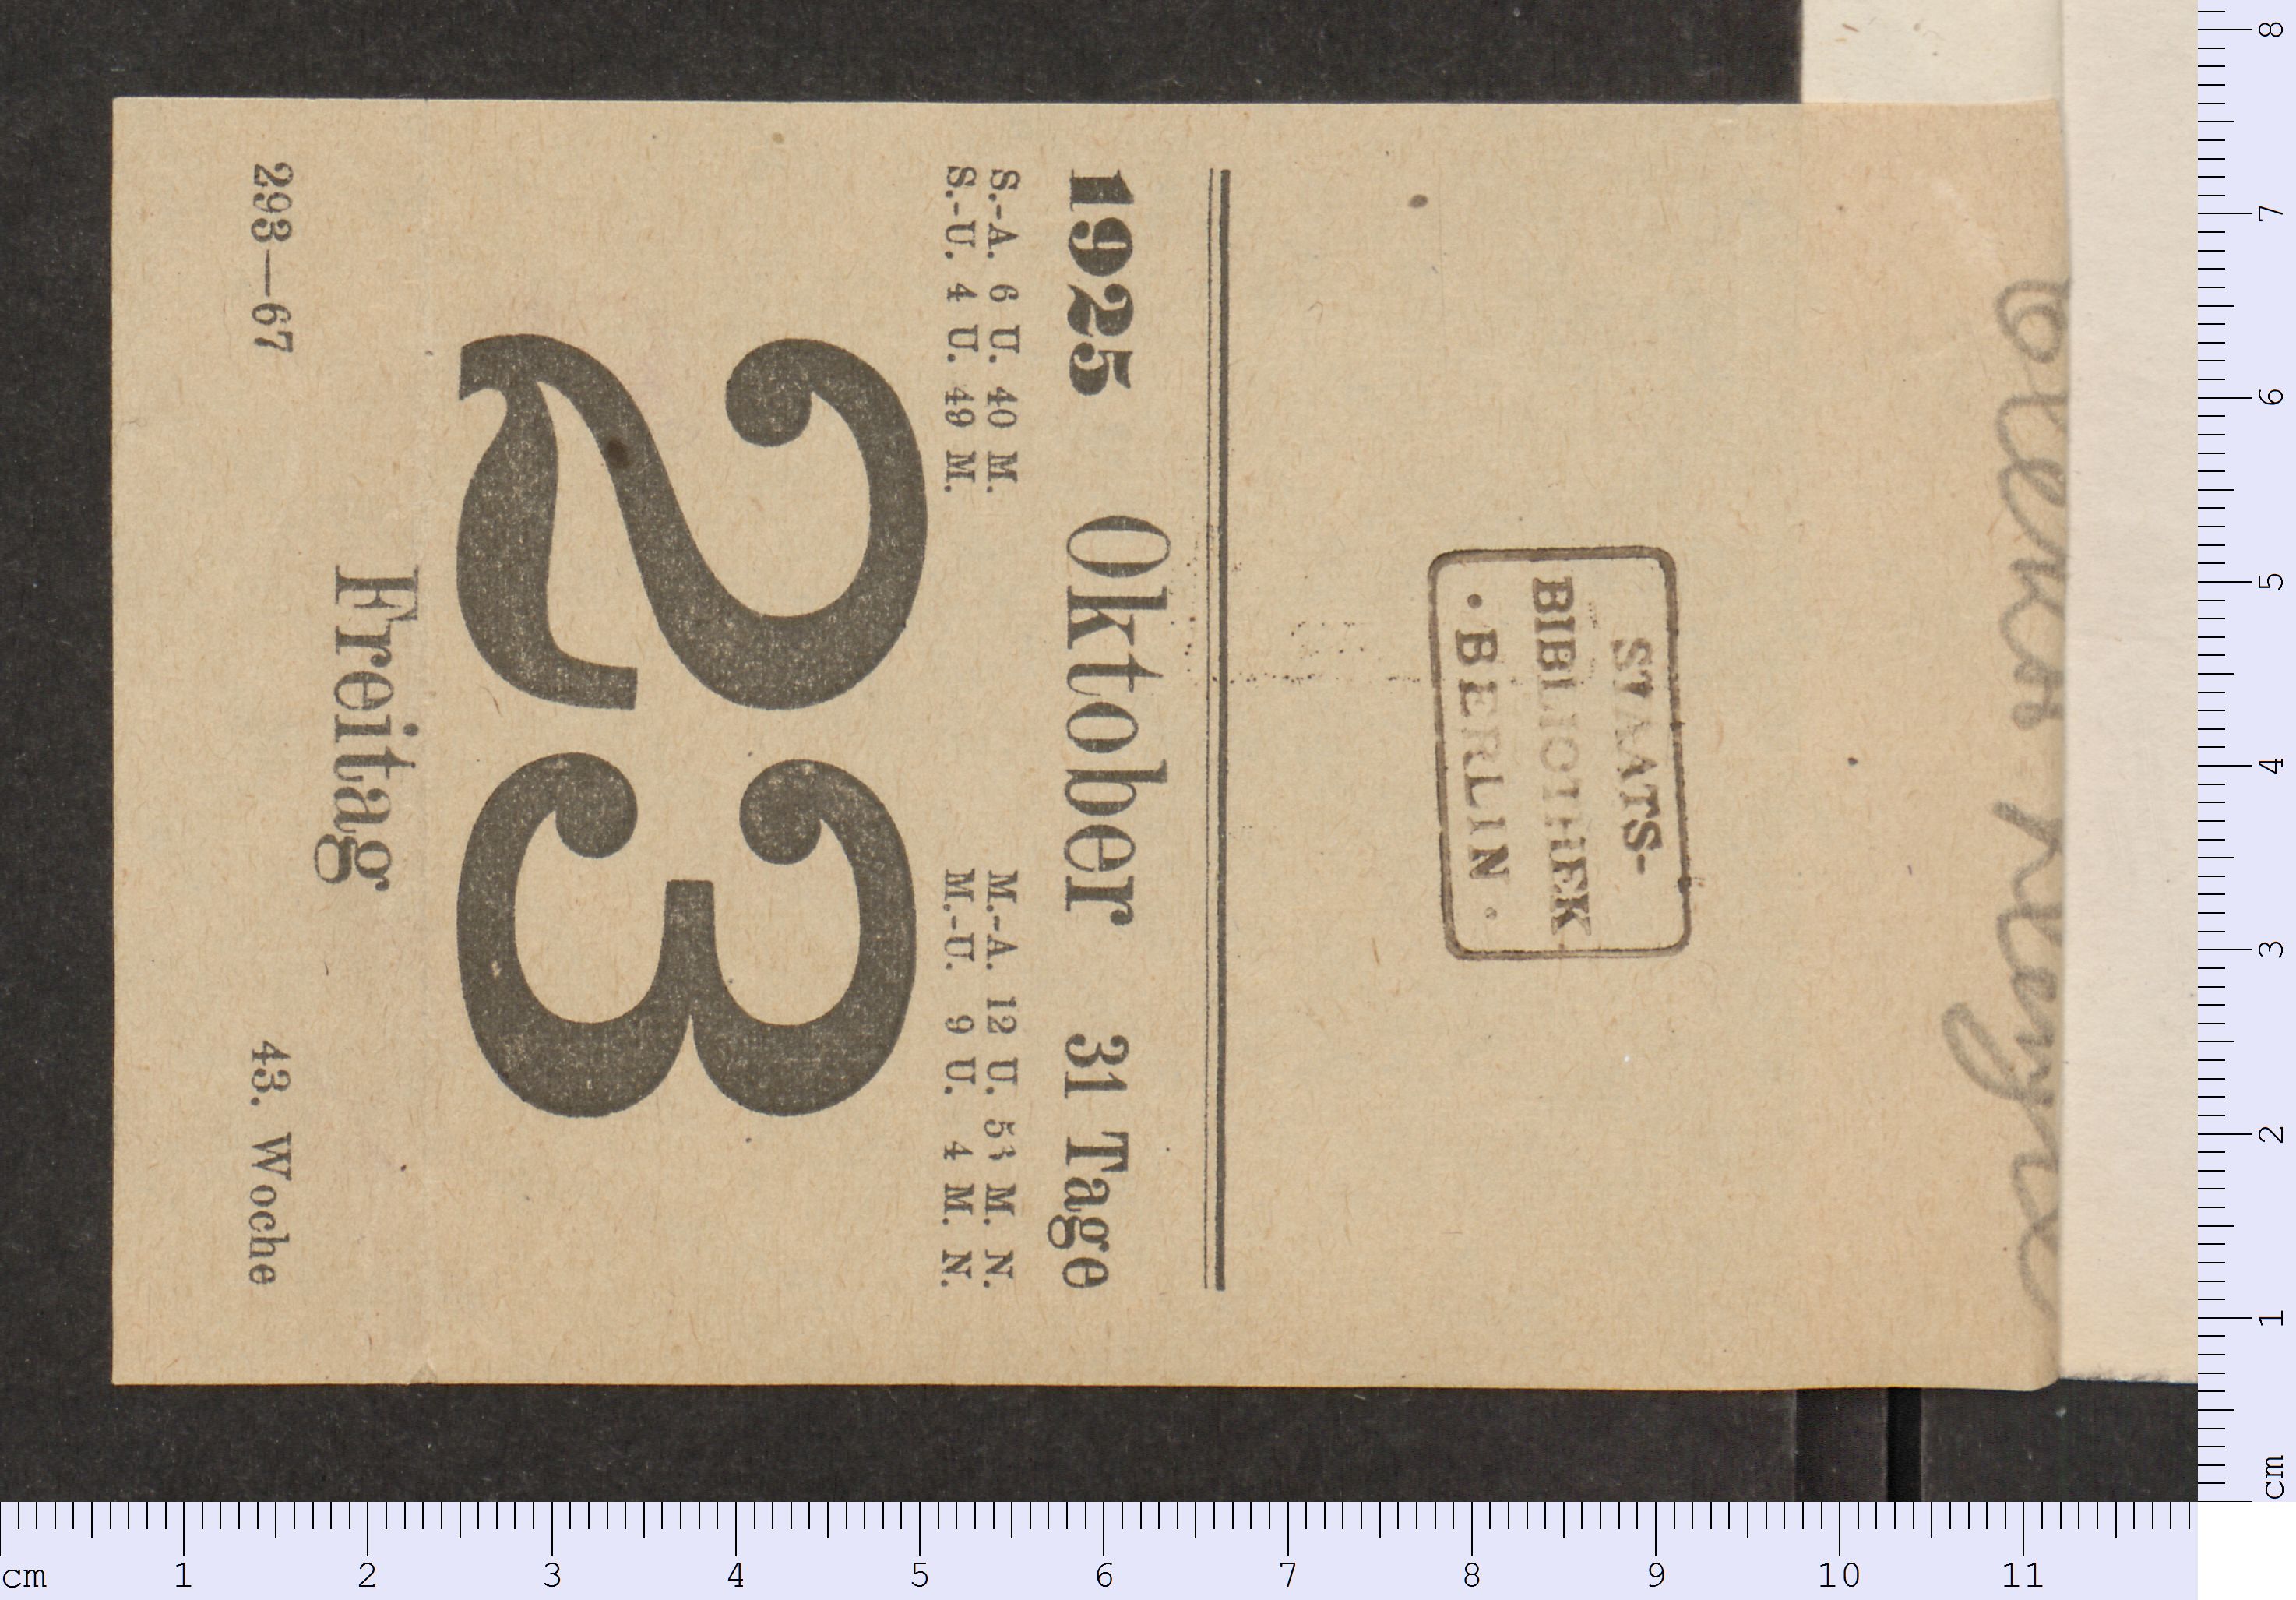 STAATS-
BIBLIOTHEK
• BERLIN •
1925 Oktober 31 Tage
S.-A. 6 U. 40 M. M.-A. 12 U. 53 M. N.
S.-U. 4 U. 49 M. M.-U. 9 U. 4 M. N.
23
Freitag
293—67 43. Woche
cm 1 2 3 4 5 6 7 8 9 10 11
cm 1 2 3 4 5 6 7 8